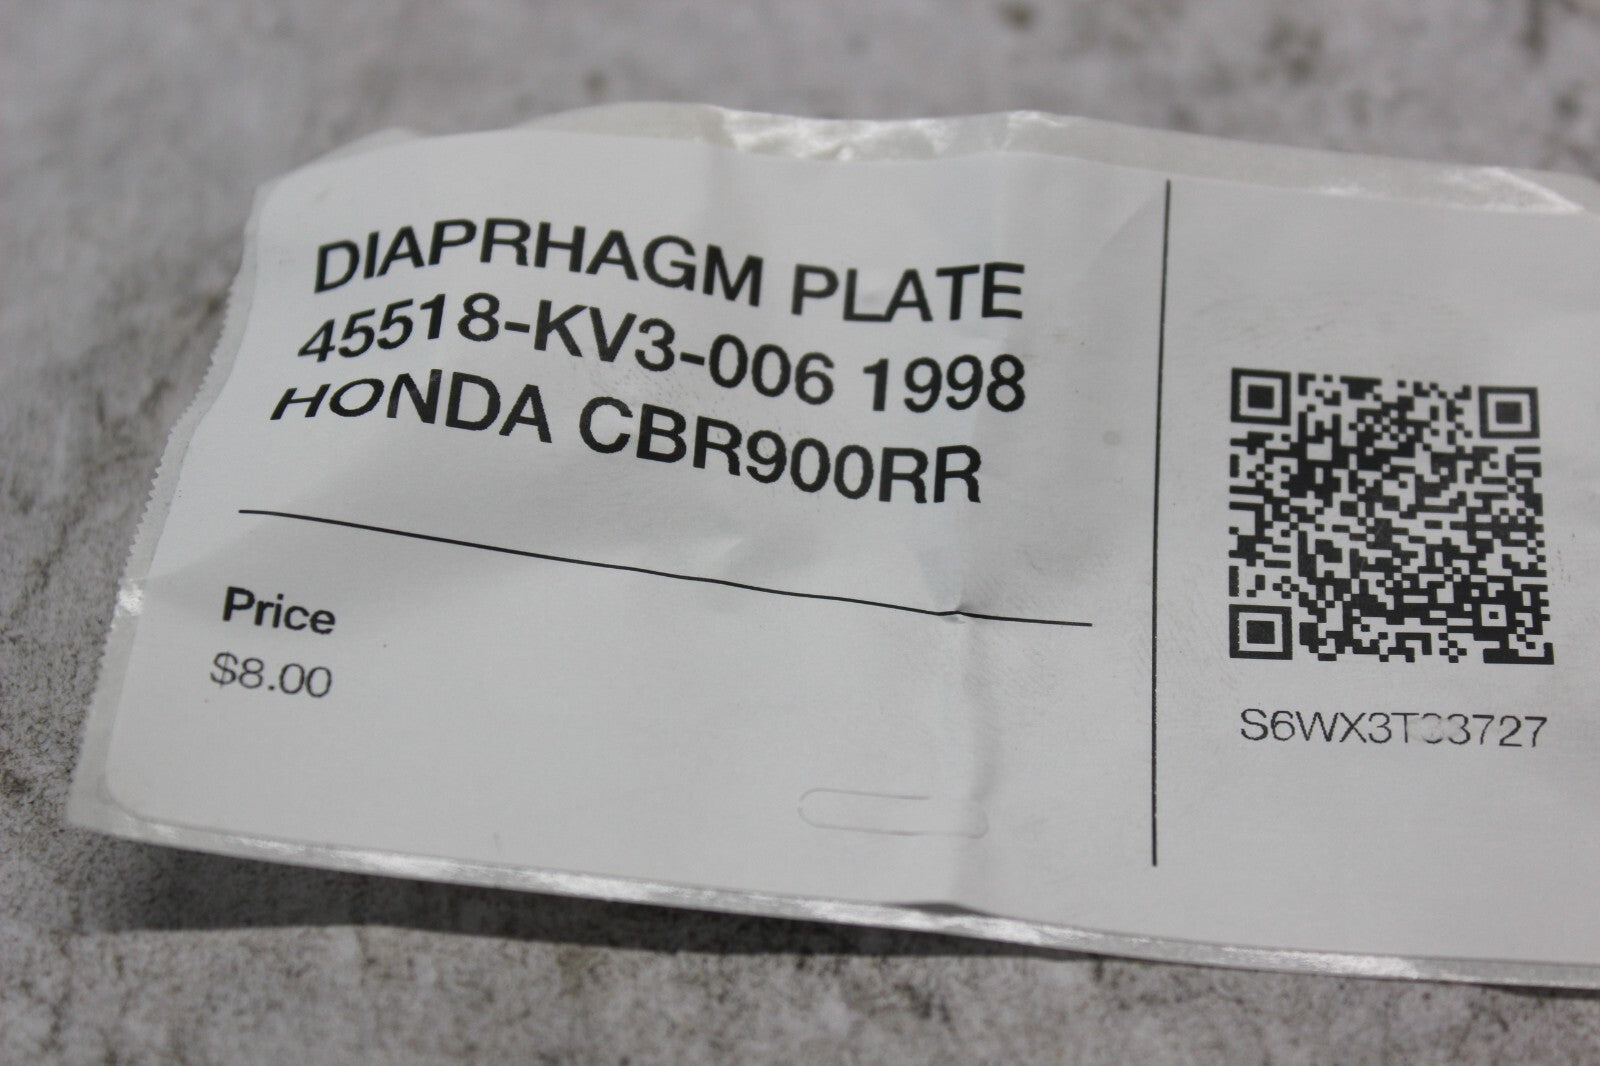 DIAPRHAGM PLATE
45518-KV3-006 1998
HONDA CBR900RR
Price
$8.00